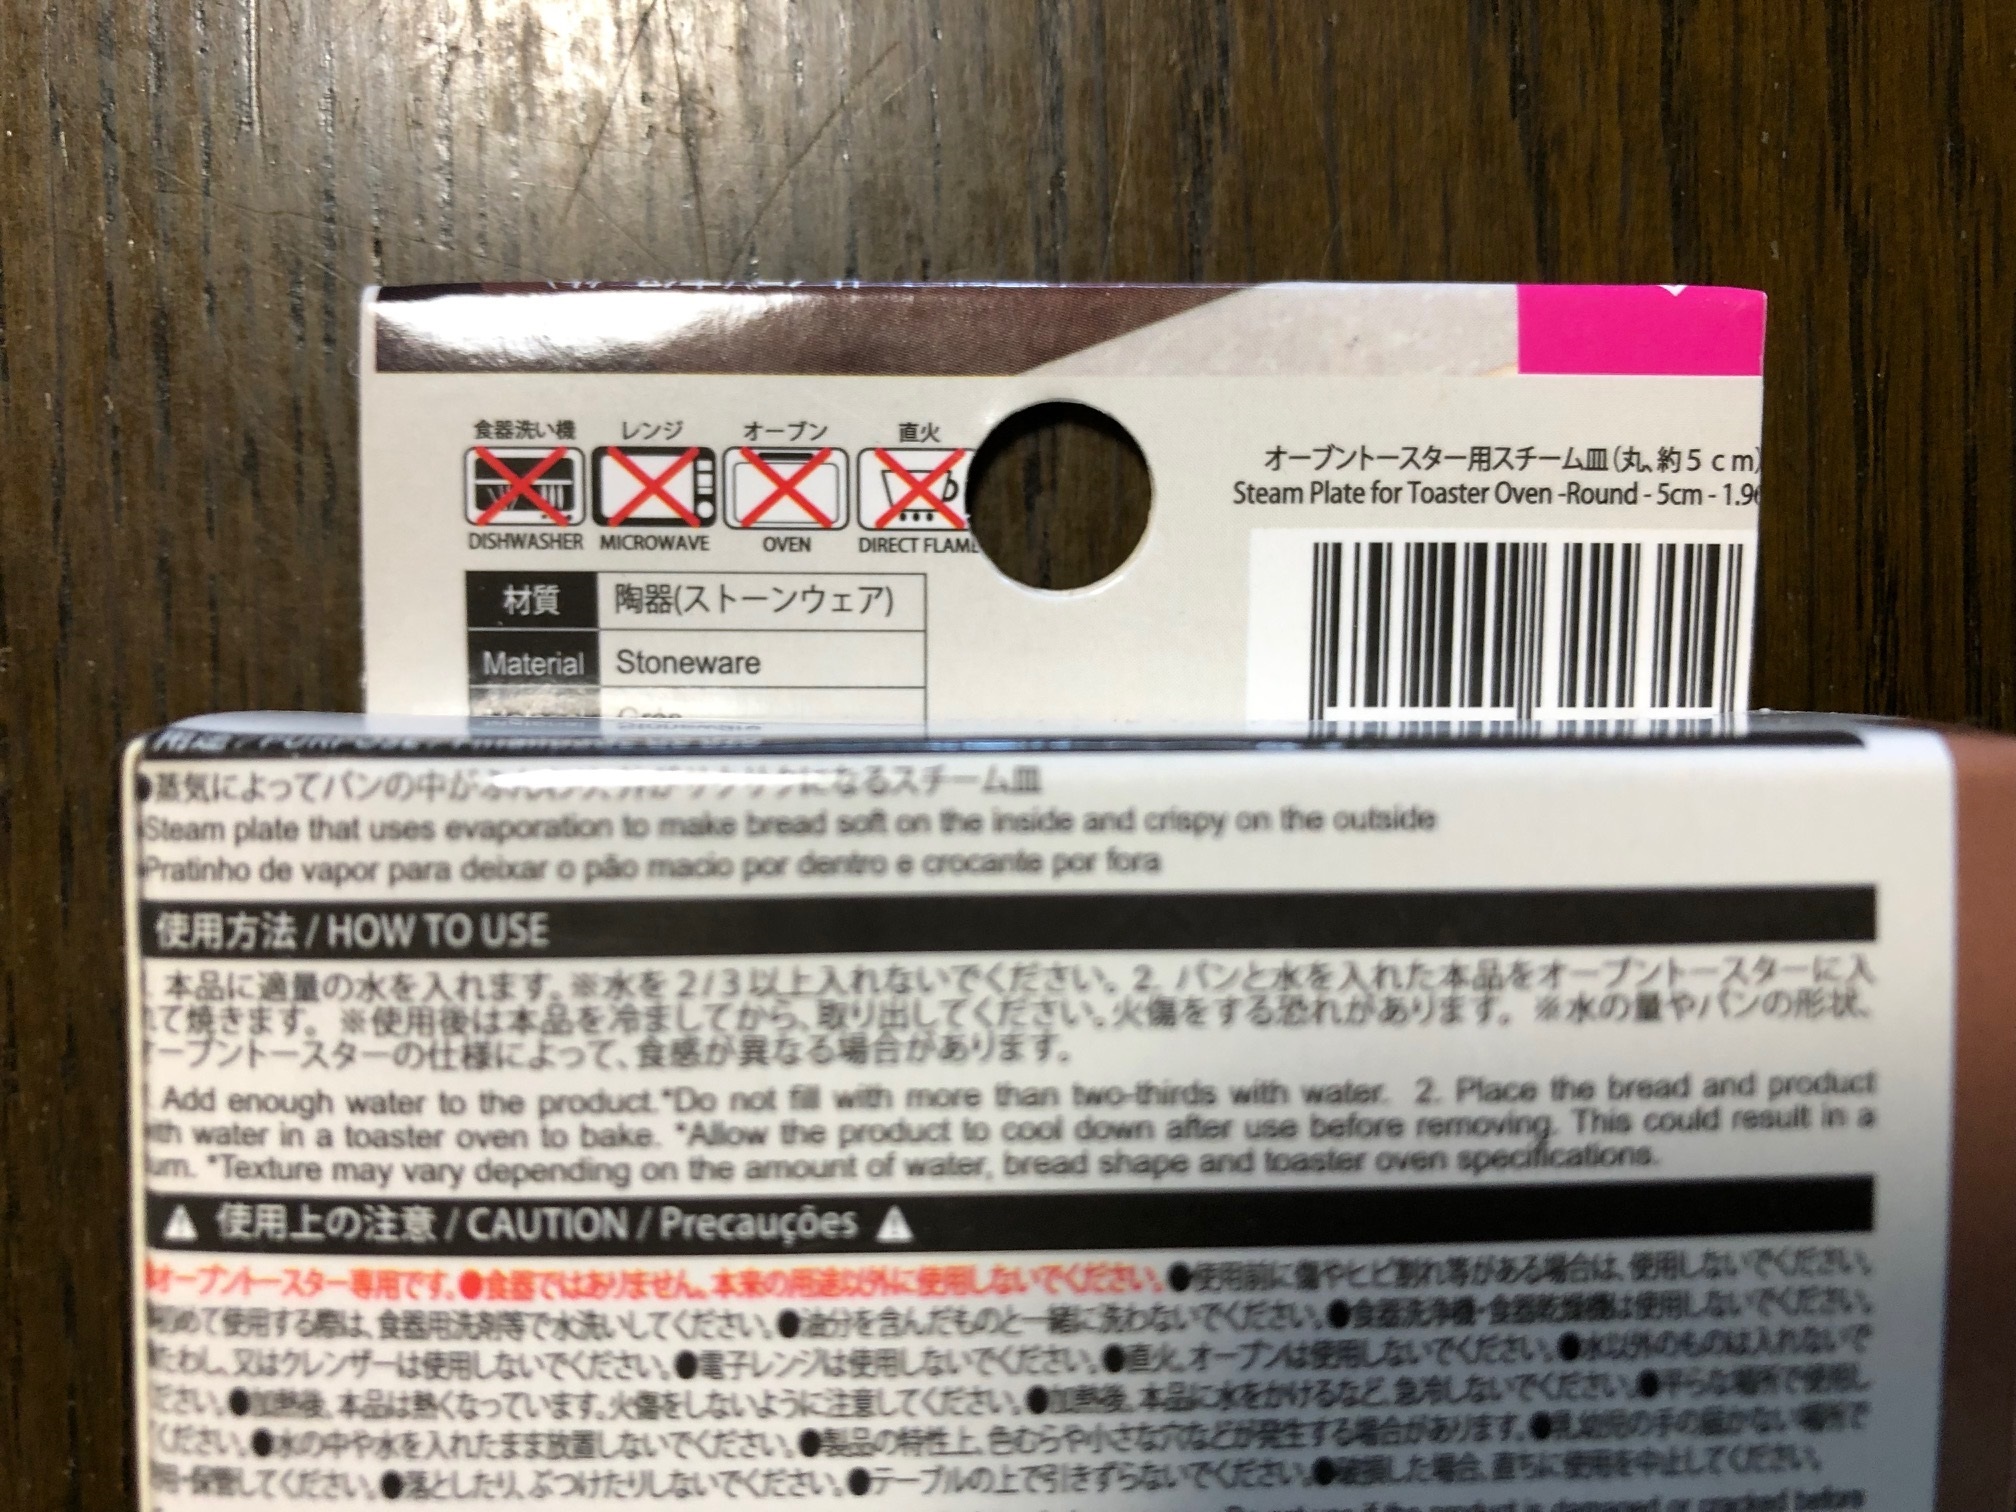 食器洗い機 レンジ オーブン 直火
DISHWASHER MICROWAVE OVEN DIRECT FLAME
材質 陶器(ストーンウェア)
Material Stoneware
オーブントースター用スチーム皿(丸、約5cm)
Steam Plate for Toaster Oven -Round - 5cm - 1.9
●蒸気によってパンの中が になるスチーム皿
Steam plate that uses evaporation to make bread soft on the inside and crispy on the outside
Pratinho de vapor para deixar o pão macio por dentro e crocante por fora
使用方法 / HOW TO USE
本品に適量の水を入れます。※水を2/3以上入れないでください。2. パンと水を入れた本品をオーブントースターに入
て焼きます。※使用後は本品を冷ましてから、取り出してください。火傷をする恐れがあります。※水の量やパンの形状、
ーブントースターの仕様によって、食感が異なる場合があります。
Add enough water to the product.*Do not fill with more than two-thirds with water. 2. Place the bread and product
th water in a toaster oven to bake. *Allow the product to cool down after use before removing. This could result in a
urn. *Texture may vary depending on the amount of water, bread shape and toaster oven specifications.
⚠ 使用上の注意 / CAUTION / Precauções ⚠
オーブントースター専用です。●食器ではありません。本来の用途以外に使用しないでください。●使用前に傷やヒビ割れ等がある場合は、使用しないでください。
初めて使用する際は、食器用洗剤等で水洗いしてください。●油分を含んだものと一緒に洗わないでください。●食器洗浄機・食器乾燥機は使用しないでください。
たわし、又はクレンザーは使用しないでください。●電子レンジは使用しないでください。●直火、オーブンは使用しないでください。●水以外のものは入れないで
ださい。●加熱後、本品は熱くなっています。火傷をしないように注意してください。●加熱後、本品に水をかけるなど、急冷しないでください。●平らな場所で使用し
ください。●水の中や水を入れたまま放置しないでください。●製品の特性上、色むらや小さな穴などが発生する場合があります。●乳幼児の手の届かない場所で
用・保管してください。●落としたり、ぶつけたりしないでください。●テーブルの上で引きずらないでください。●破損した場合、直ちに使用を中止してください。